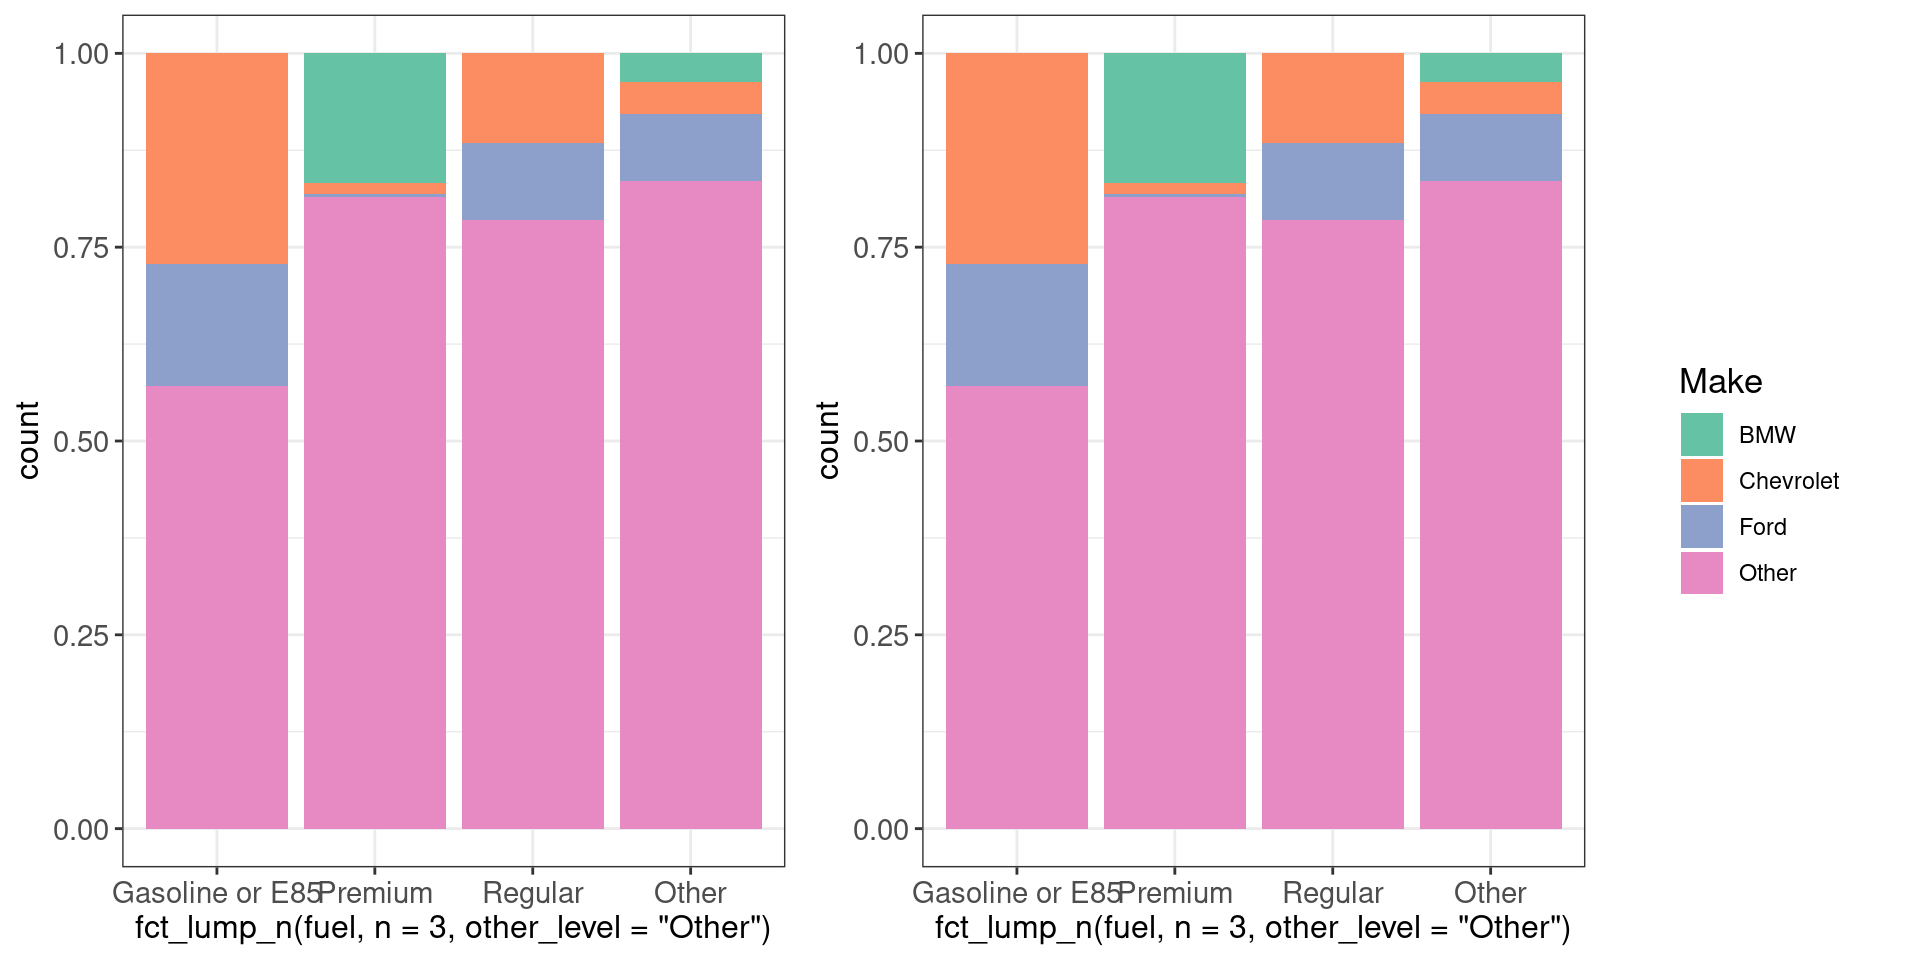 1.00
0.75
0.50
0.25
0.00
count
Gasoline or E85 Premium Regular Other
fct_lump_n(fuel, n = 3, other_level = "Other")
1.00
0.75
0.50
0.25
0.00
count
Gasoline or E85 Premium Regular Other
fct_lump_n(fuel, n = 3, other_level = "Other")
Make
BMW
Chevrolet
Ford
Other